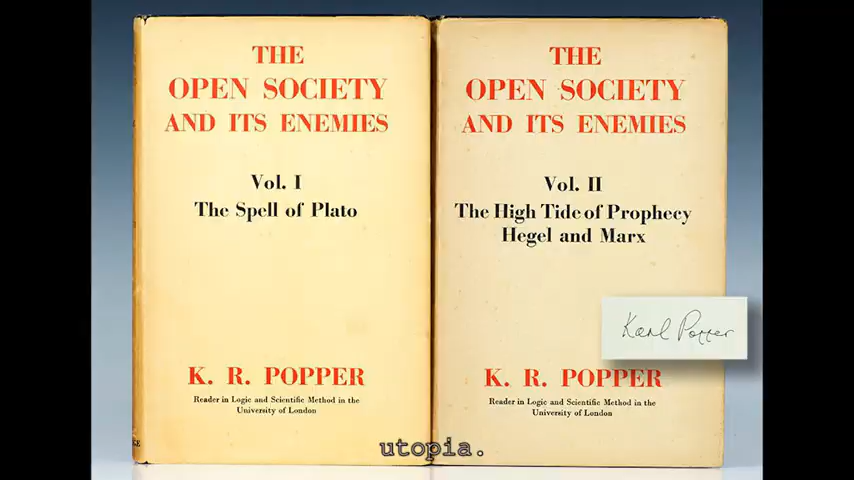 THE
OPEN SOCIETY
AND ITS ENEMIES
Vol. I
The Spell of Plato
K. R. POPPER
Reader in Logic and Scientific Method in the
University of London
THE
OPEN SOCIETY
AND ITS ENEMIES
Vol. II
The High Tide of Prophecy
Hegel and Marx
Karl Popper
K. R. POPPER
Reader in Logic and Scientific Method in the
University of London
utopia.